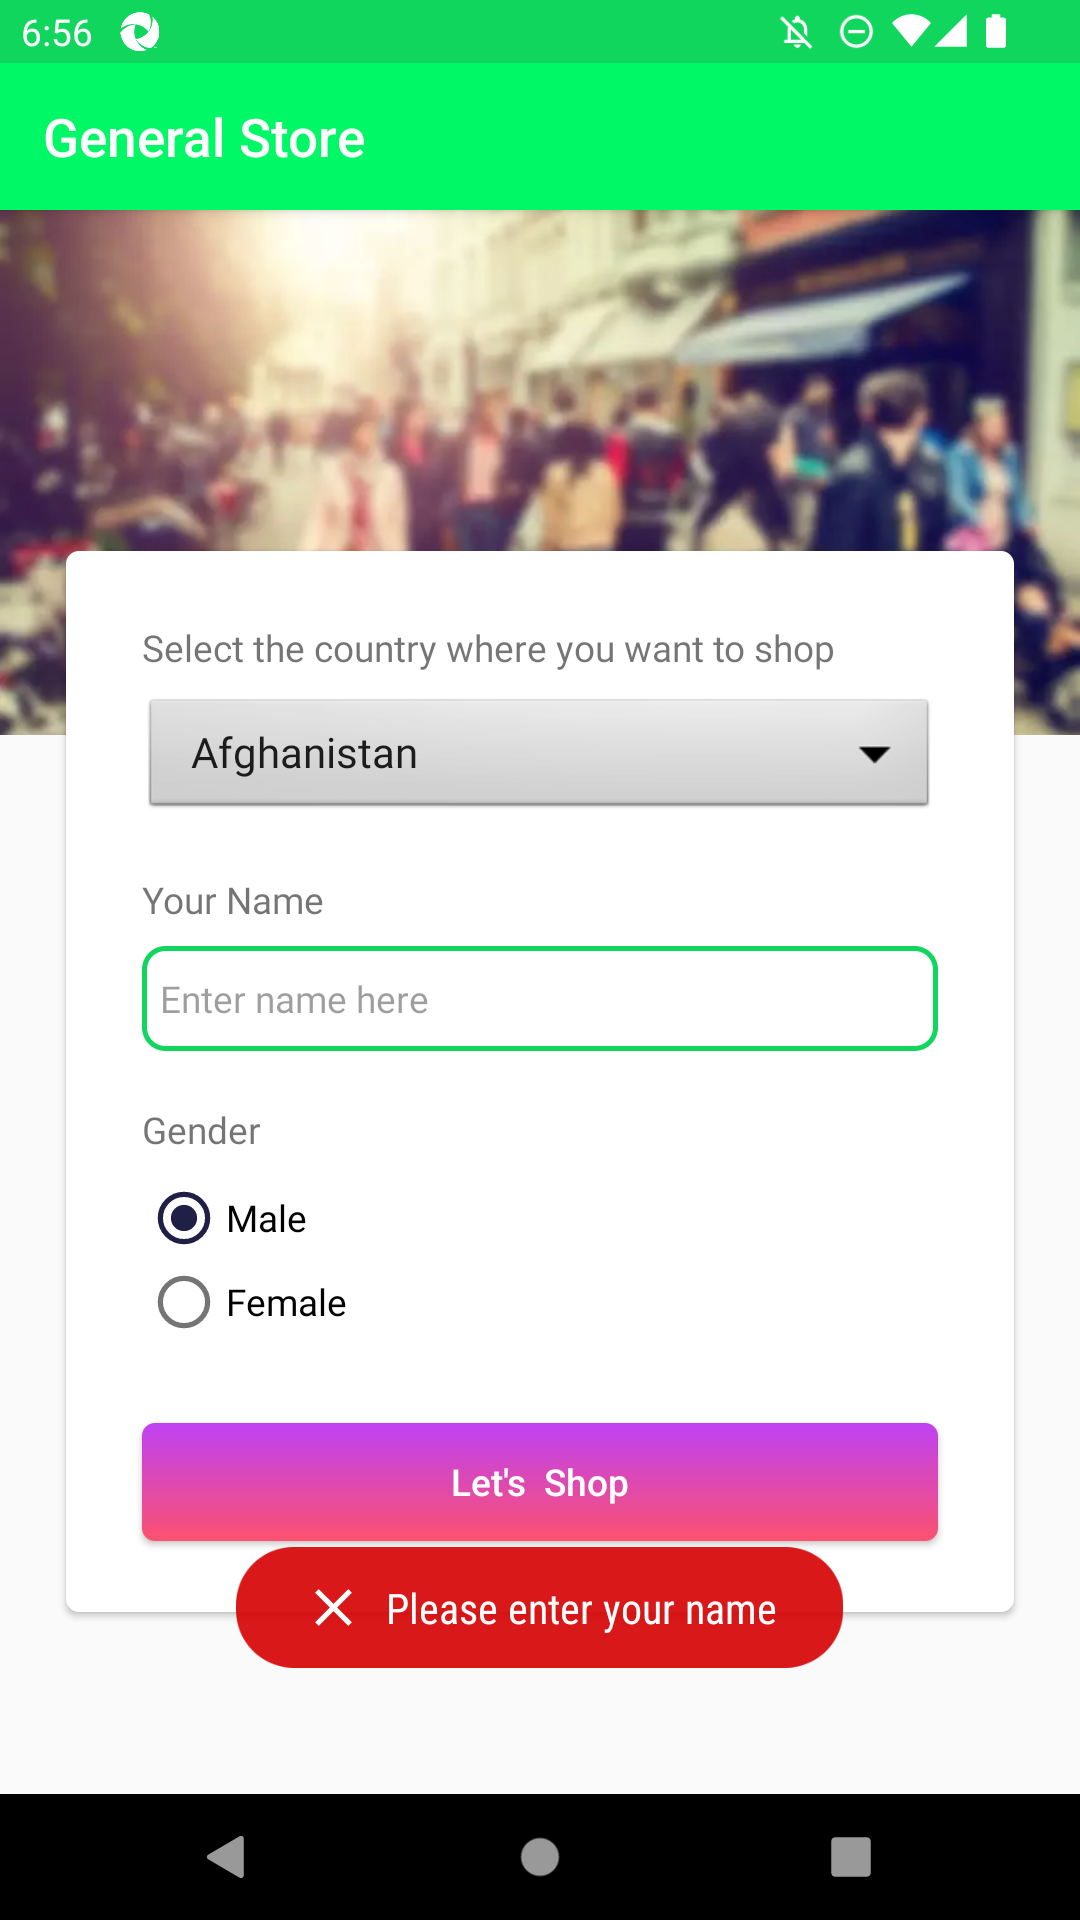 6:56
General Store
Select the country where you want to shop
Afghanistan
Your Name
Enter name here
Gender
Male
Female
Let's  Shop
Please enter your name